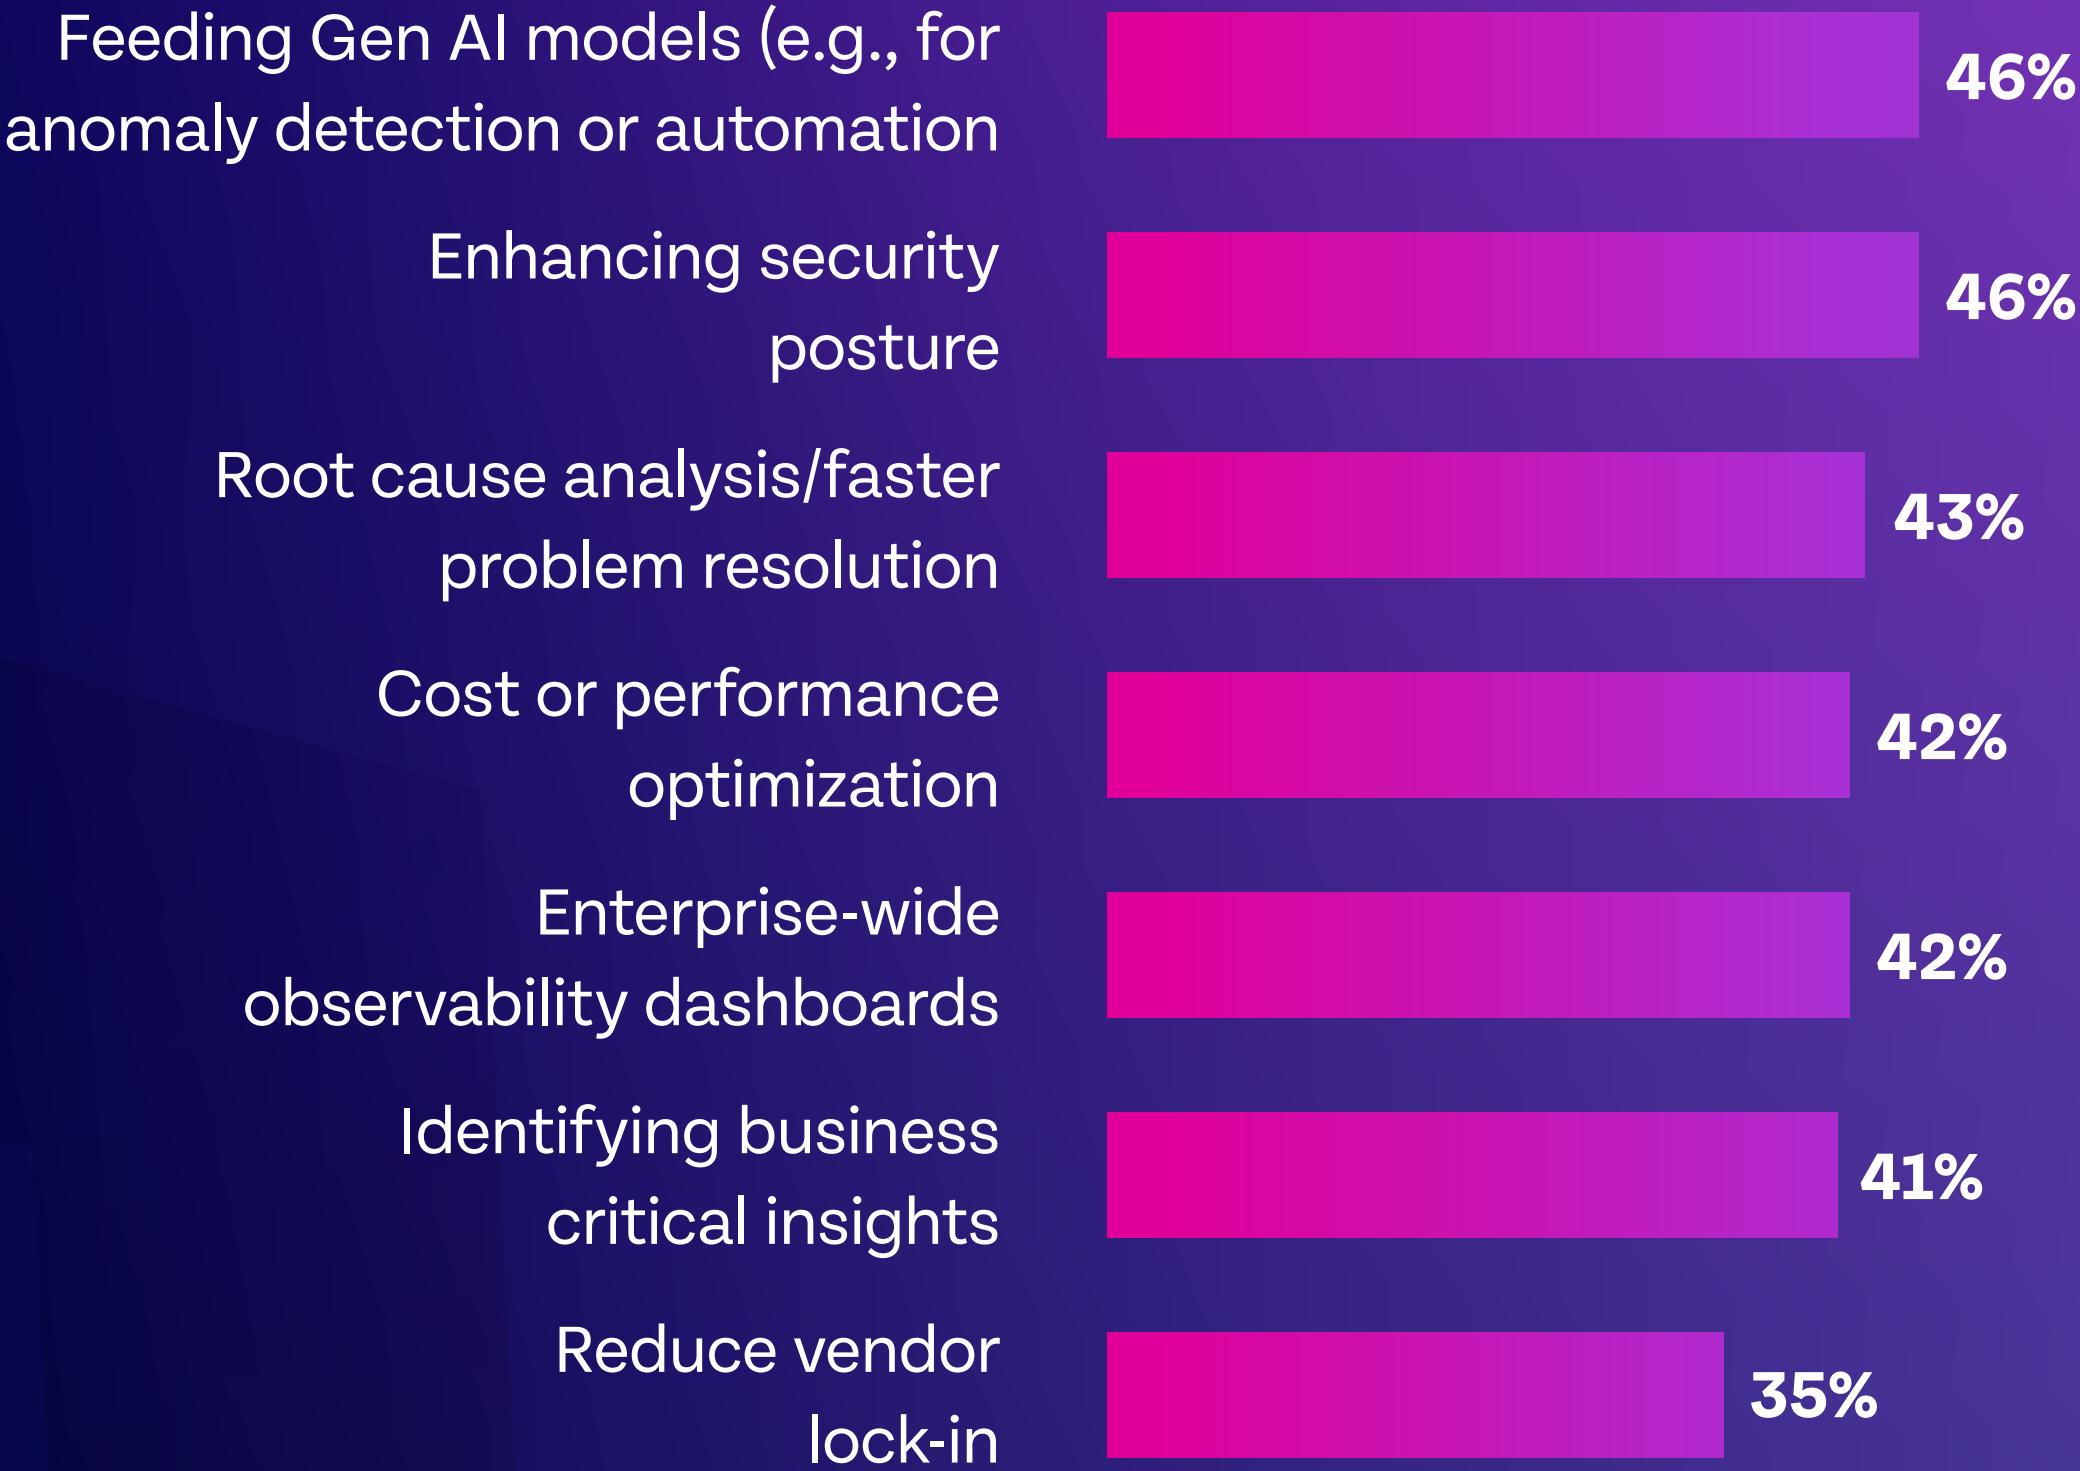 Feeding Gen AI models (e.g., for
anomaly detection or automation
46%
Enhancing security
posture
46%
Root cause analysis/faster
problem resolution
43%
Cost or performance
optimization
42%
Enterprise-wide
observability dashboards
42%
Identifying business
critical insights
41%
Reduce vendor
lock-in
35%